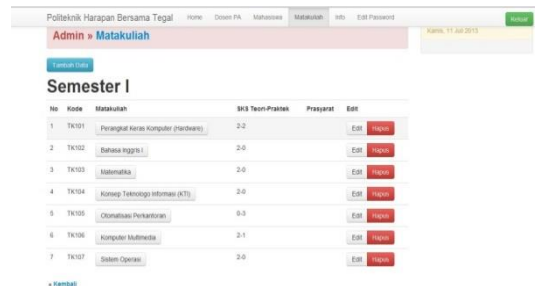 Politeknik Harapan Bersama Tegal Home Dosen PA Mahasiswa Matakuliah Info Edit Password Keluar
Admin » Matakuliah
Kamis, 11 Juli 2013
Tambah Data
Semester I
No Kode Matakuliah SKS Teori-Praktek Prasyarat Edit
1 TK101 Perangkat Keras Komputer (Hardware) 2-2 Edit Hapus
2 TK102 Bahasa Inggris I 2-0 Edit Hapus
3 TK103 Matematika 2-0 Edit Hapus
4 TK104 Konsep Teknologo Informasi (KTI) 2-0 Edit Hapus
5 TK105 Otomatisasi Perkantoran 0-3 Edit Hapus
6 TK106 Komputer Multimedia 2-1 Edit Hapus
7 TK107 Sistem Operasi 2-0 Edit Hapus
« Kembali